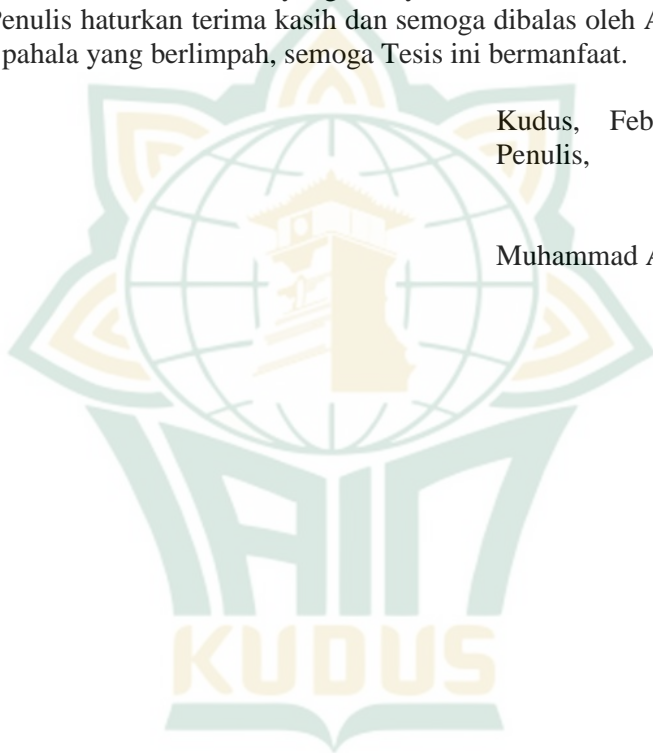 Penulis haturkan terima kasih dan semoga dibalas oleh
pahala yang berlimpah, semoga Tesis ini bermanfaat.
Kudus,
Penulis,
Muhammad
IAIN
KUDUS